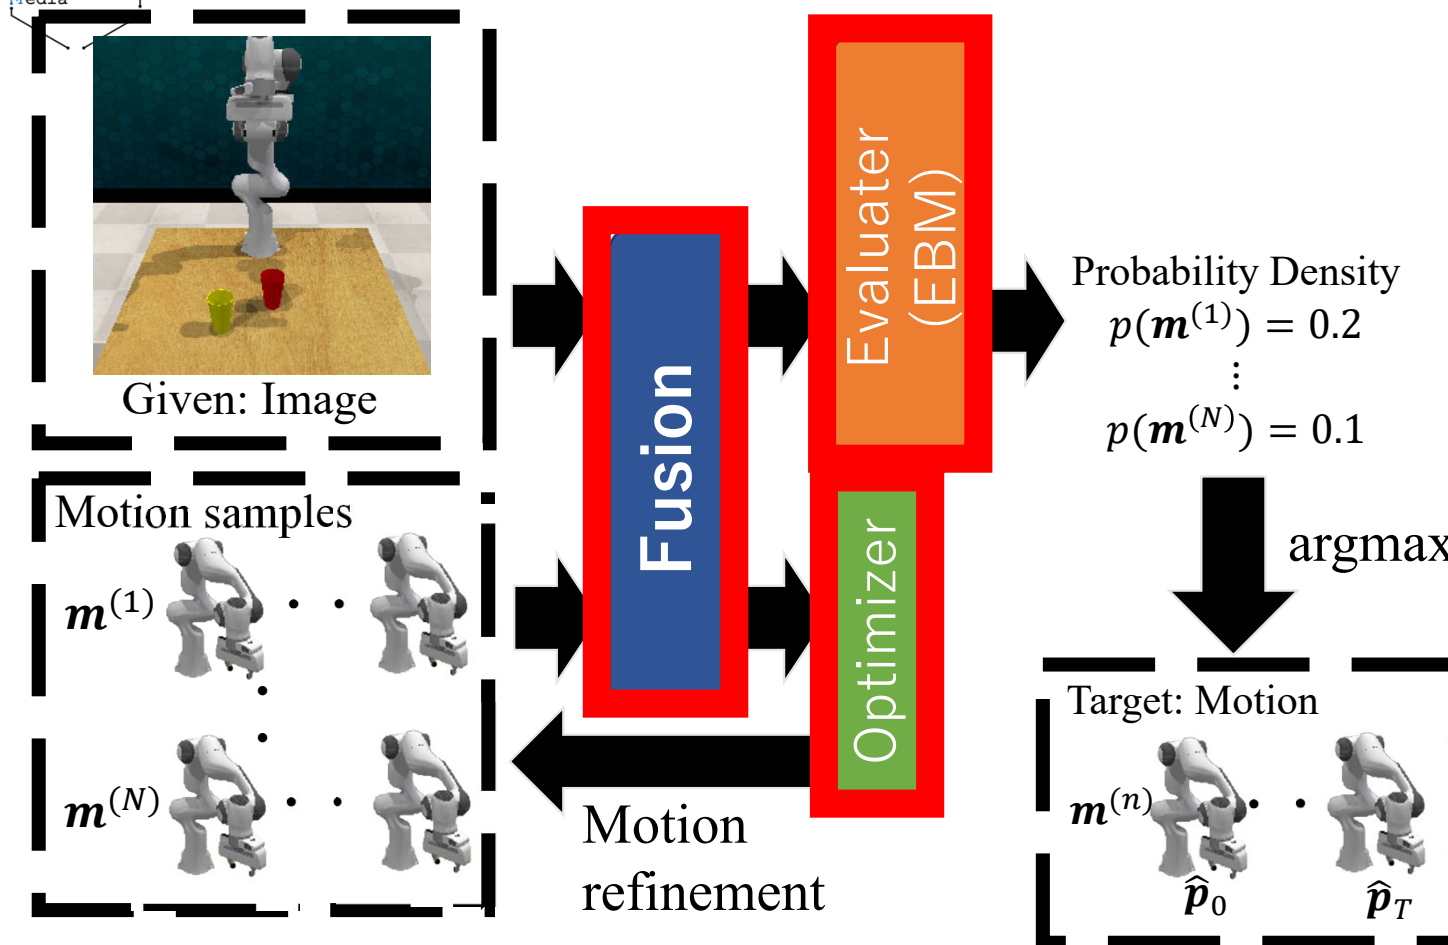 Media
Given: Image
Motion samples
m^(1)
m^(N)
Fusion
Evaluater
(EBM)
Optimizer
Motion
refinement
Probability Density
p(m^(1)) = 0.2
⋮
p(m^(N)) = 0.1
argmax
Target: Motion
m^(n)
p̂_0
p̂_T